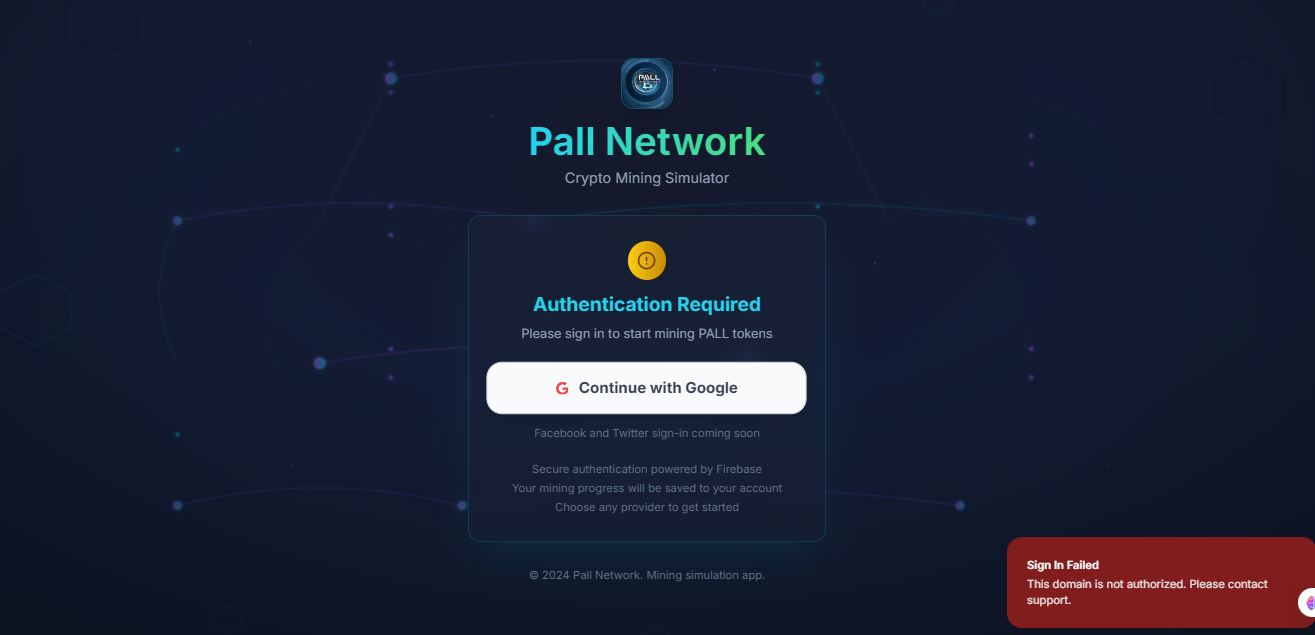 PALL
Pall Network
Crypto Mining Simulator
Authentication Required
Please sign in to start mining PALL tokens
G Continue with Google
Facebook and Twitter sign-in coming soon
Secure authentication powered by Firebase
Your mining progress will be saved to your account
Choose any provider to get started
© 2024 Pall Network. Mining simulation app.
Sign In Failed
This domain is not authorized. Please contact
support.